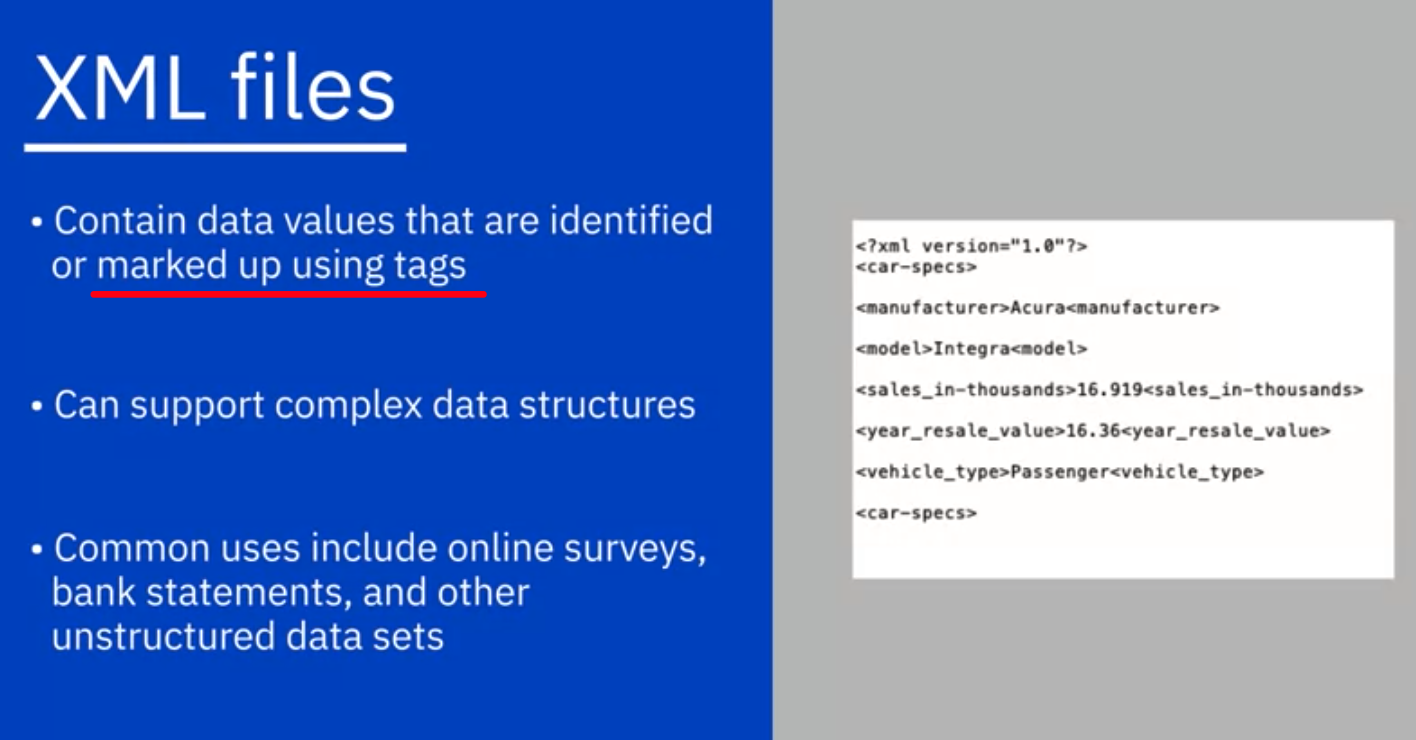 XML files
• Contain data values that are identified
or marked up using tags
• Can support complex data structures
• Common uses include online surveys,
bank statements, and other
unstructured data sets
<?xml version="1.0"?>
<car-specs>
<manufacturer>Acura<manufacturer>
<model>Integra<model>
<sales_in-thousands>16.919<sales_in-thousands>
<year_resale_value>16.36<year_resale_value>
<vehicle_type>Passenger<vehicle_type>
<car-specs>